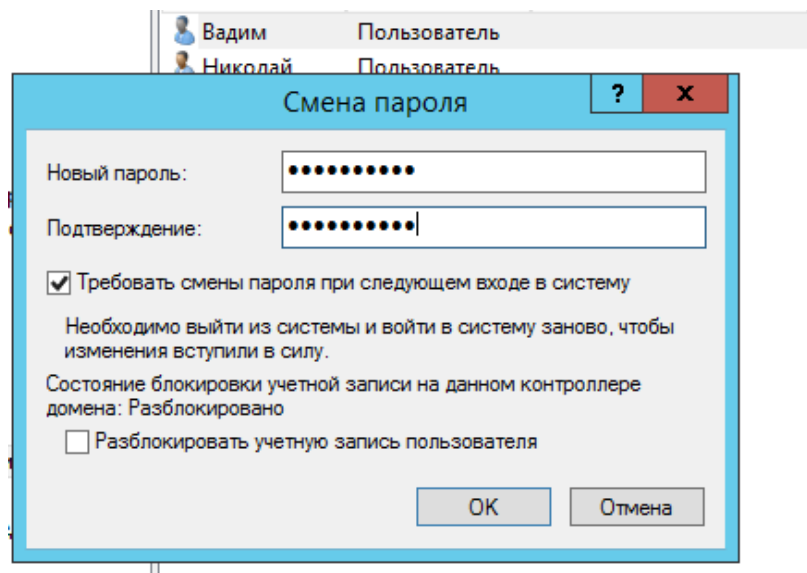 Вадим Пользователь
Николай Пользователь
Смена пароля ? x
Новый пароль: ••••••••••
Подтверждение: ••••••••••
Требовать смены пароля при следующем входе в систему
Необходимо выйти из системы и войти в систему заново, чтобы
изменения вступили в силу.
Состояние блокировки учетной записи на данном контроллере
домена: Разблокировано
Разблокировать учетную запись пользователя
ОК Отмена